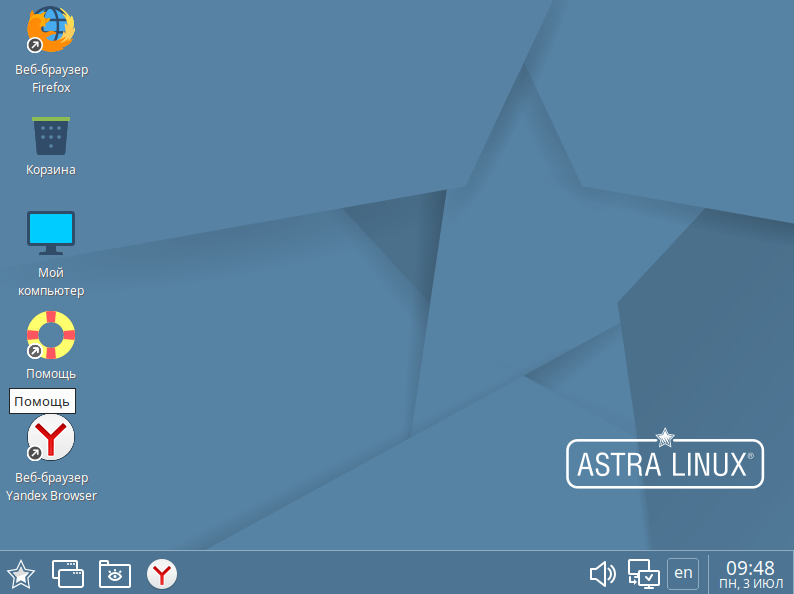 Веб-браузер
Firefox
Корзина
Мой
компьютер
Помощь
Помощь
Веб-браузер
Yandex Browser
ASTRA LINUX®
en
09:48
ПН, 3 ИЮЛ